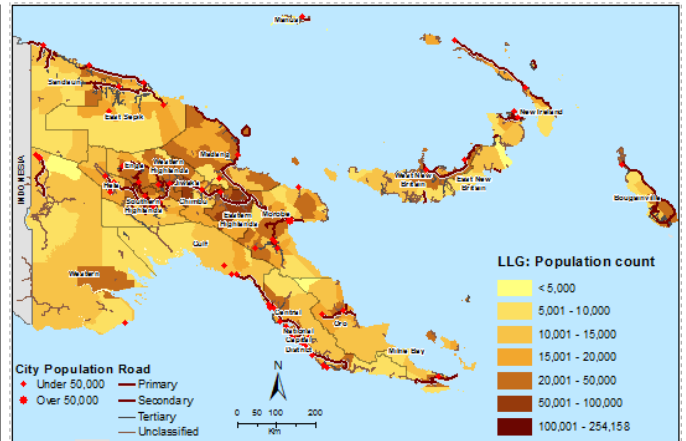 Manus
Sandaun
East Sepik
New Ireland
Madang
Western
Highlands
Enga
Hela
Jiwaka
Southern
Highlands
Chimbu
Eastern
Highlands
Morobe
West New
Britain
East New
Britain
Bougainville
INDONESIA
Gulf
Western
Central
National
Capital
District
Oro
Milne Bay
LLG: Population count
< 5,000
5,001 - 10,000
10,001 - 15,000
15,001 - 20,000
20,001 - 50,000
50,001 - 100,000
100,001 - 254,158
City Population Road
Under 50,000 Primary
Over 50,000 Secondary
Tertiary
Unclassified
N
0 50 100 200
Km